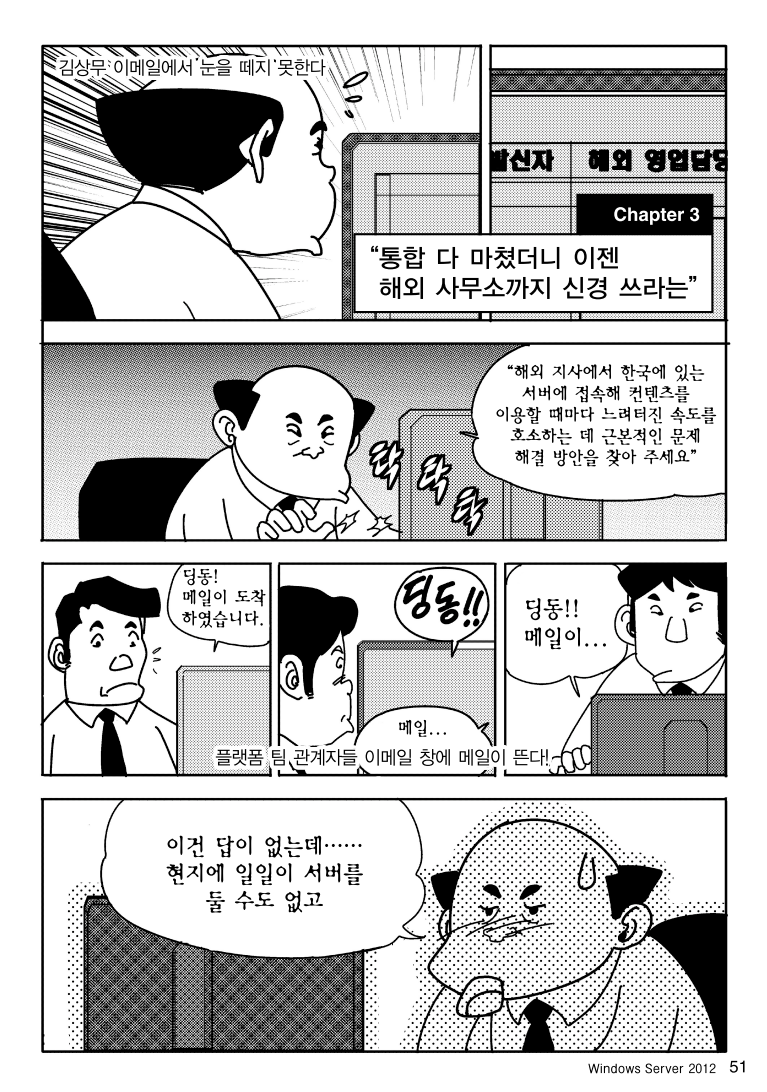 김상무 이메일에서 눈을 떼지 못한다
발신자 해외 영업담당
Chapter 3
“통합 다 마쳤더니 이젠
해외 사무소까지 신경 쓰라는”
“해외 지사에서 한국에 있는
서버에 접속해 컨텐츠를
이용할 때마다 느려터진 속도를
호소하는 데 근본적인 문제
해결 방안을 찾아 주세요”
탁
탁
탁
딩동!
메일이 도착
하였습니다.
딩동!!
메일...
딩동!!
메일이...
플랫폼 팀 관계자들 이메일 창에 메일이 뜬다!
이건 답이 없는데……
현지에 일일이 서버를
둘 수도 없고
Windows Server 2012 51